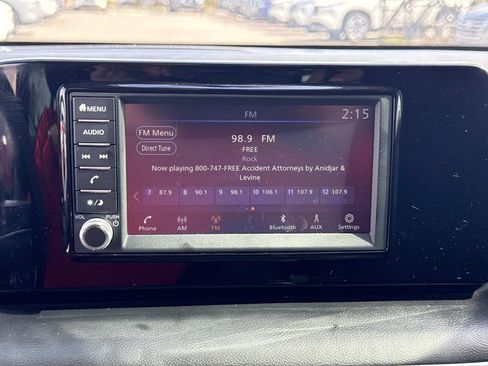 MENU
AUDIO
VOL
PUSH
FM
2:15
FM Menu
98.9 FM
Direct Tune
FREE
Rock
Now playing 800-747-FREE Accident Attorneys by Anidjar &
Levine
7 87.9 8 90.1 9 98.1 10 106.1 11 107.9 12 107.9
Phone AM FM Bluetooth AUX Settings